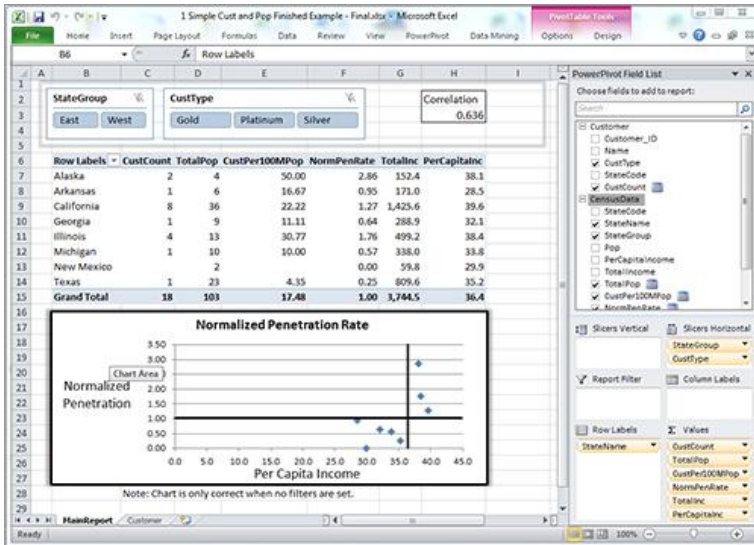 1 Simple Cust and Pop Finished Example - Final.xlsx - Microsoft Excel
PivotTable Tools
File Home Insert Page Layout Formulas Data Review View PowerPivot Data Mining Options Design
B6 fx Row Labels
A B C D E F G H I
StateGroup
East West
CustType
Gold Platinum Silver
Correlation
0.636
Row Labels CustCount TotalPop CustPer100MPop NormPenRate TotalInc PerCapitaInc
7 Alaska 2 4 50.00 2.86 152.4 38.1
8 Arkansas 1 6 16.67 0.95 171.0 28.5
9 California 8 36 22.22 1.27 1,425.6 39.6
10 Georgia 1 9 11.11 0.64 288.9 32.1
11 Illinois 4 13 30.77 1.76 499.2 38.4
12 Michigan 1 10 10.00 0.57 338.0 33.8
13 New Mexico 2 0.00 59.8 29.9
14 Texas 1 23 4.35 0.25 809.6 35.2
15 Grand Total 18 103 17.48 1.00 3,744.5 36.4
Normalized Penetration Rate
3.50
3.00
Chart Area
2.00
1.50
1.00
0.50
0.00
Normalized
Penetration
0.0 5.0 10.0 15.0 20.0 25.0 30.0 35.0 40.0 45.0
Per Capita Income
Note: Chart is only correct when no filters are set.
MainReport Customer
Ready
100%
PowerPivot Field List
Choose fields to add to report:
Search
Customer
Customer_ID
Name
CustType
StateCode
CustCount
CensusData
StateCode
StateName
StateGroup
Pop
PerCapitaIncome
TotalIncome
TotalPop
CustPer100MPop
NormPenRate
Slicers Vertical
Slicers Horizontal
StateGroup
CustType
Report Filter
Column Labels
Row Labels
StateName
Σ Values
CustCount
TotalPop
CustPer100MPop
NormPenRate
TotalInc
PerCapitaInc